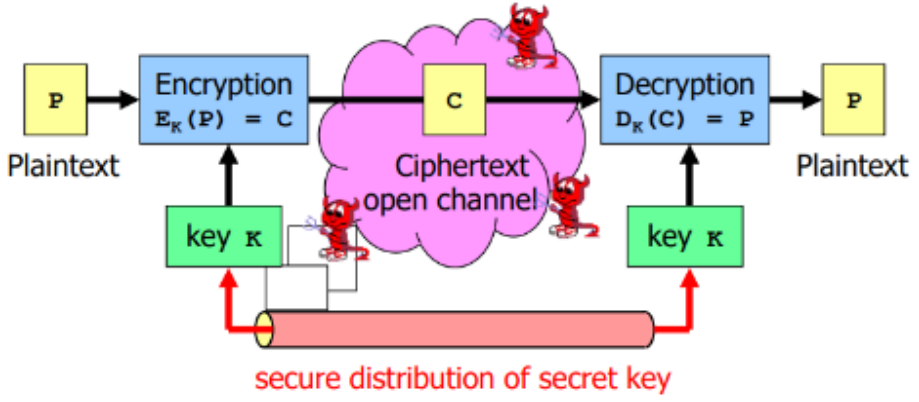 P
Encryption
E_K(P) = C
C
Decryption
D_K(C) = P
P
Plaintext
Ciphertext
open channel
Plaintext
key K
key K
secure distribution of secret key